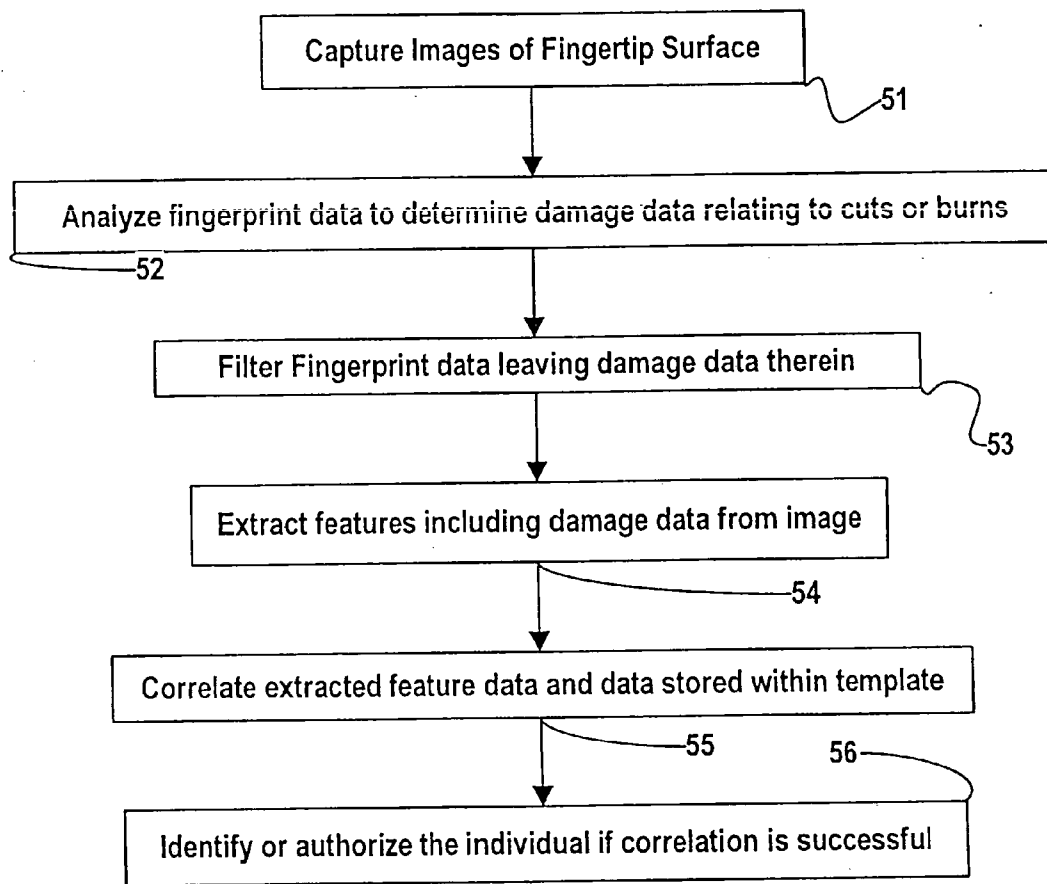 Capture Images of Fingertip Surface
51
Analyze fingerprint data to determine damage data relating to cuts or burns
52
Filter Fingerprint data leaving damage data therein
53
Extract features including damage data from image
54
Correlate extracted feature data and data stored within template
55
56
Identify or authorize the individual if correlation is successful